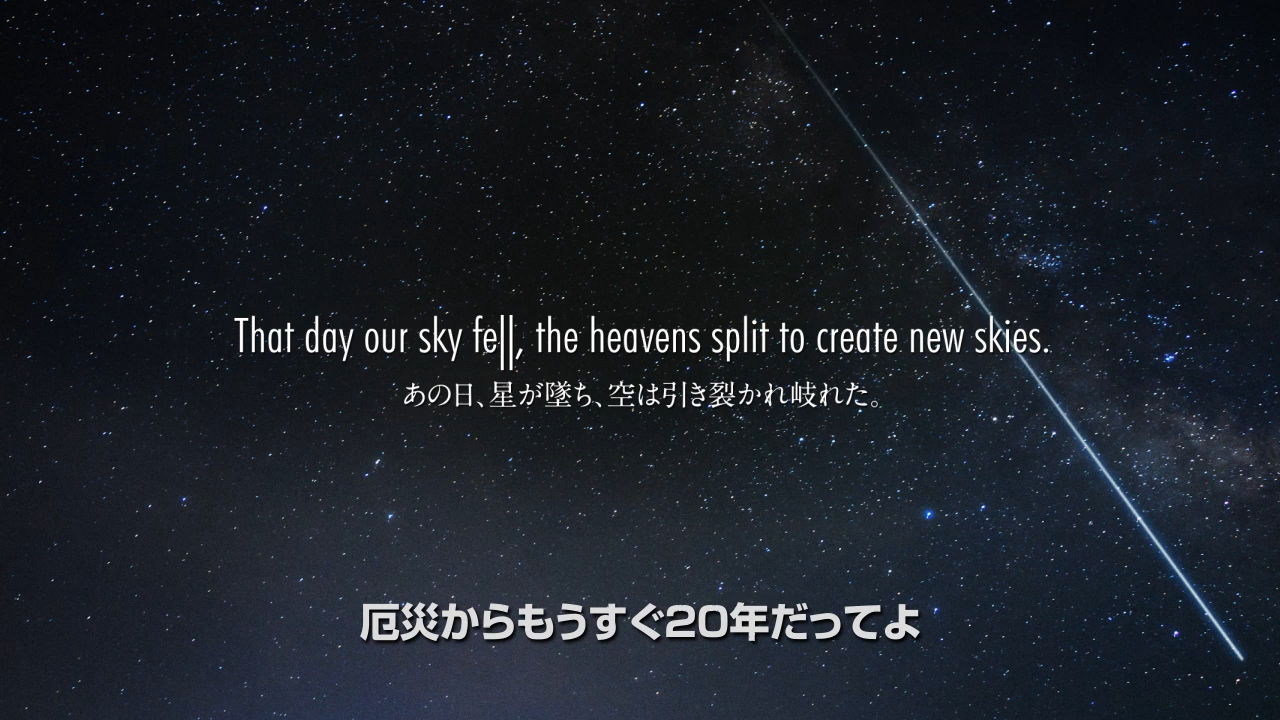 That day our sky fell, the heavens split to create new skies.
あの日、星が墜ち、空は引き裂かれ岐れた。
厄災からもうすぐ20年だってよ